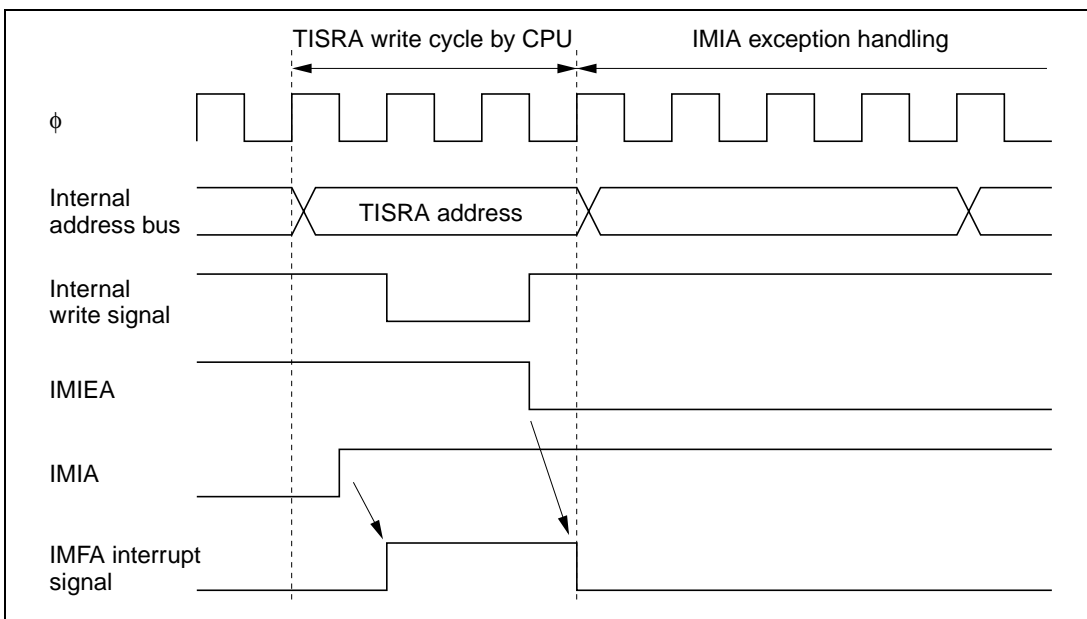 TISRA write cycle by CPU
IMIA exception handling
ϕ
Internal
address bus
TISRA address
Internal
write signal
IMIEA
IMIA
IMFA interrupt
signal